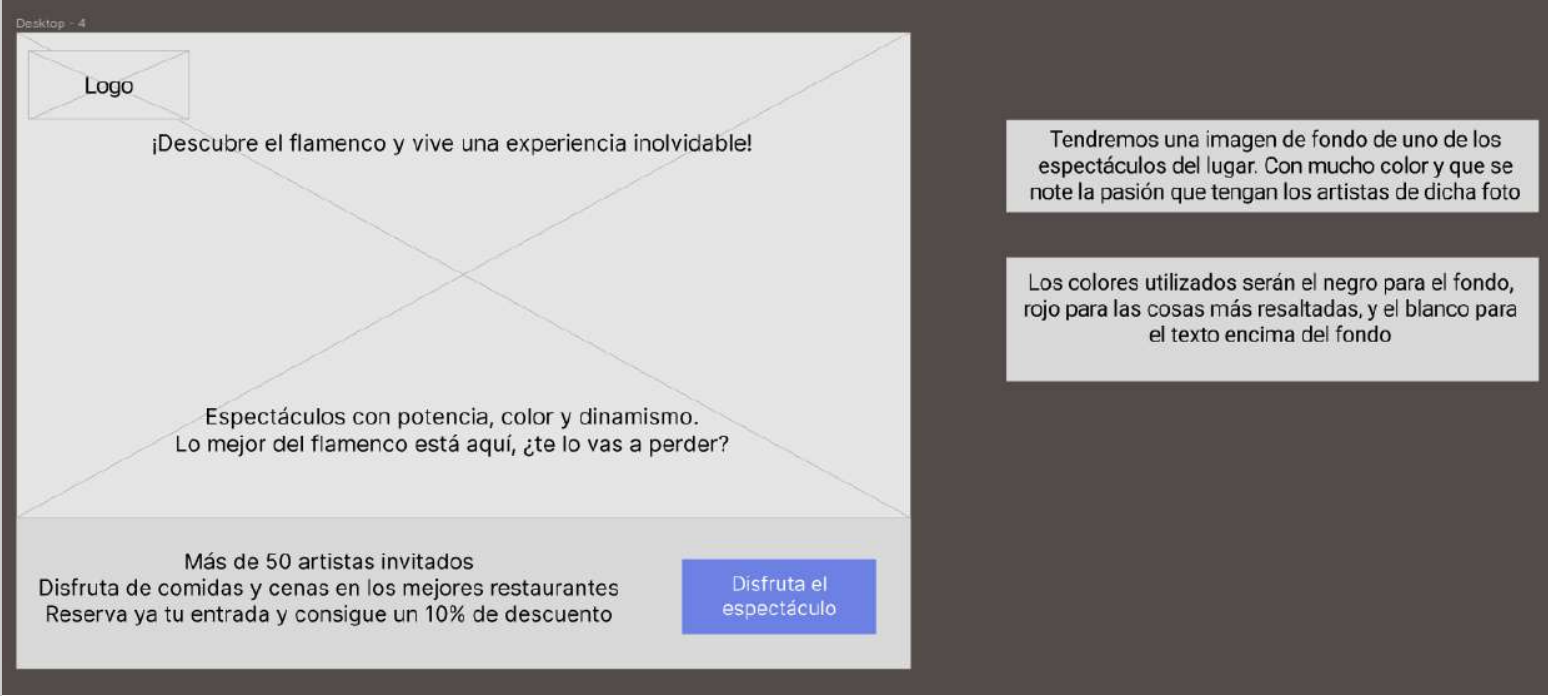 Desktop - 4
Logo
¡Descubre el flamenco y vive una experiencia inolvidable!
Espectáculos con potencia, color y dinamismo.
Lo mejor del flamenco está aquí, ¿te lo vas a perder?
Más de 50 artistas invitados
Disfruta de comidas y cenas en los mejores restaurantes
Reserva ya tu entrada y consigue un 10% de descuento
Disfruta el
espectáculo
Tendremos una imagen de fondo de uno de los
espectáculos del lugar. Con mucho color y que se
note la pasión que tengan los artistas de dicha foto
Los colores utilizados serán el negro para el fondo,
rojo para las cosas más resaltadas, y el blanco para
el texto encima del fondo